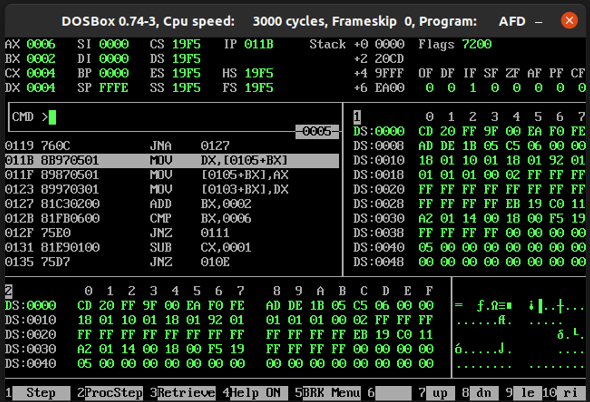 DOSBox 0.74-3, Cpu speed: 3000 cycles, Frameskip 0, Program: AFD
AX 0006 SI 0000 CS 19F5 IP 011B Stack +0 0000 Flags 7200
BX 0002 DI 0000 DS 19F5 +2 20CD
CX 0004 BP 0000 ES 19F5 HS 19F5 +4 9FFF OF DF IF SF ZF AF PF CF
DX 0004 SP FFFE SS 19F5 FS 19F5 +6 EA00 0 0 1 0 0 0 0 0
CMD >
0005
1 0 1 2 3 4 5 6 7
DS:0000 CD 20 FF 9F 00 EA F0 FE
DS:0008 AD DE 1B 05 C5 06 00 00
DS:0010 18 01 10 01 18 01 92 01
DS:0018 01 01 01 00 02 FF FF FF
DS:0020 FF FF FF FF FF FF FF FF
DS:0028 FF FF FF FF EB 19 C0 11
DS:0030 A2 01 14 00 18 00 F5 19
DS:0038 FF FF FF FF 00 00 00 00
DS:0040 05 00 00 00 00 00 00 00
DS:0048 00 00 00 00 00 00 00 00
0119 760C JNA 0127
011B 8B970501 MOV DX,[0105+BX]
011F 89870501 MOV [0105+BX],AX
0123 89970301 MOV [0103+BX],DX
0127 81C30200 ADD BX,0002
012B 81FB0600 CMP BX,0006
012F 75E0 JNZ 0111
0131 81E90100 SUB CX,0001
0135 75D7 JNZ 010E
2 0 1 2 3 4 5 6 7 8 9 A B C D E F
DS:0000 CD 20 FF 9F 00 EA F0 FE AD DE 1B 05 C5 06 00 00
DS:0010 18 01 10 01 18 01 92 01 01 01 01 00 02 FF FF FF
DS:0020 FF FF FF FF FF FF FF FF FF FF FF FF EB 19 C0 11
DS:0030 A2 01 14 00 18 00 F5 19 FF FF FF FF 00 00 00 00
DS:0040 05 00 00 00 00 00 00 00 00 00 00 00 00 00 00 00
1 Step 2 ProcStep 3 Retrieve 4 Help ON 5 BRK Menu 6 7 up 8 dn 9 le 10 ri